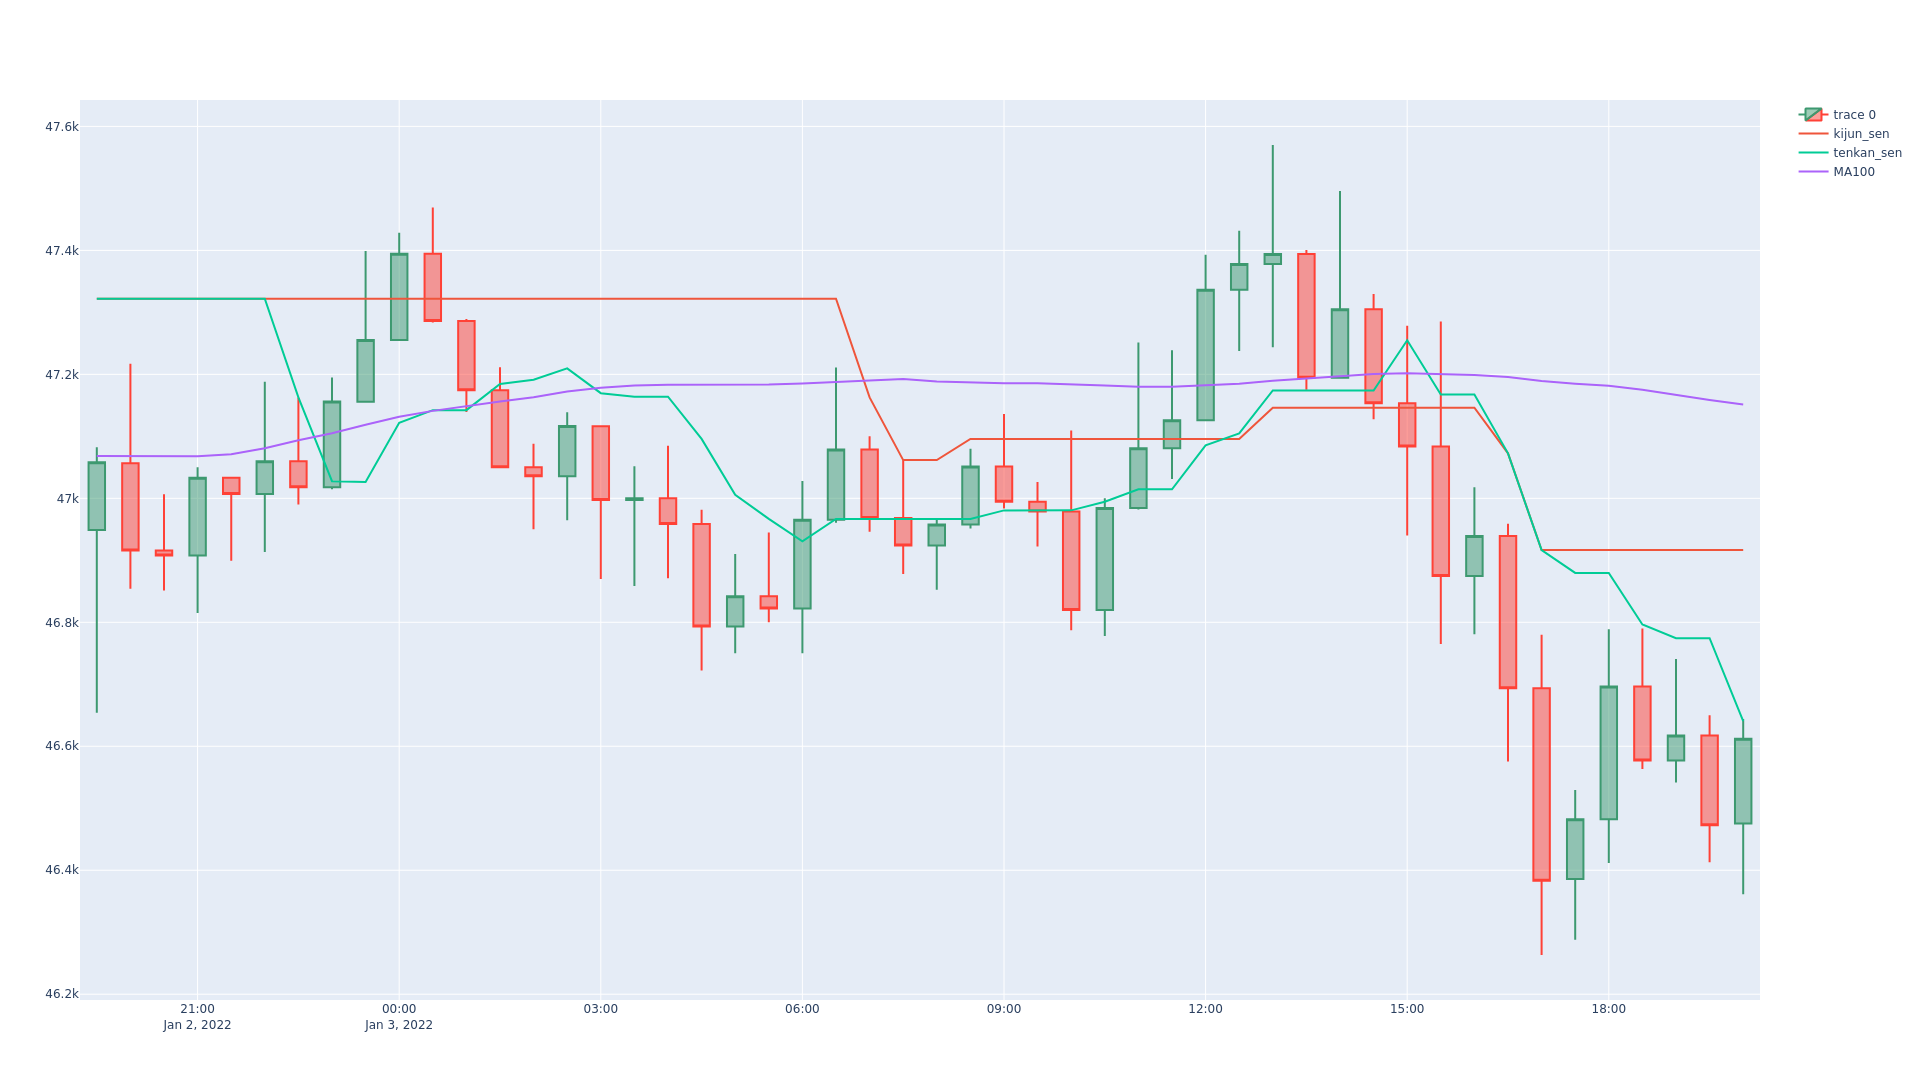 47.6k
47.4k
47.2k
47k
46.8k
46.6k
46.4k
46.2k
21:00
Jan 2, 2022
00:00
Jan 3, 2022
03:00
06:00
09:00
12:00
15:00
18:00
trace 0
kijun_sen
tenkan_sen
MA100